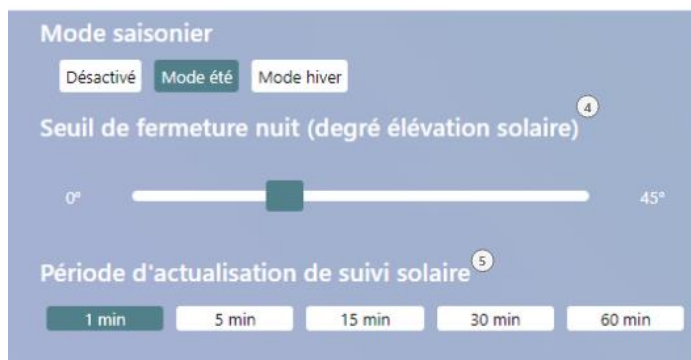 Mode saisonier
Désactivé Mode été Mode hiver
Seuil de fermeture nuit (degré élévation solaire) 4
0° 45°
Période d'actualisation de suivi solaire 5
1 min 5 min 15 min 30 min 60 min